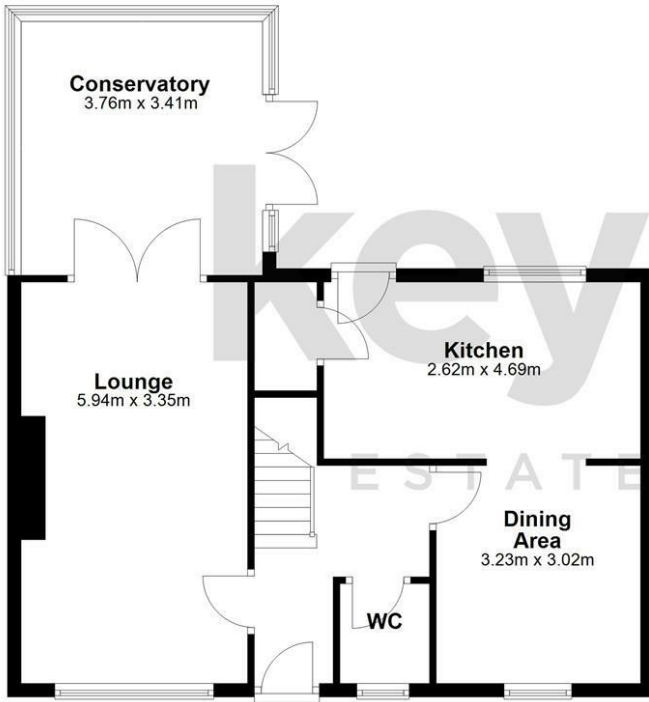 Conservatory
3.76m x 3.41m
key
Kitchen
2.62m x 4.69m
Lounge
5.94m x 3.35m
ESTATE
Dining
Area
3.23m x 3.02m
WC